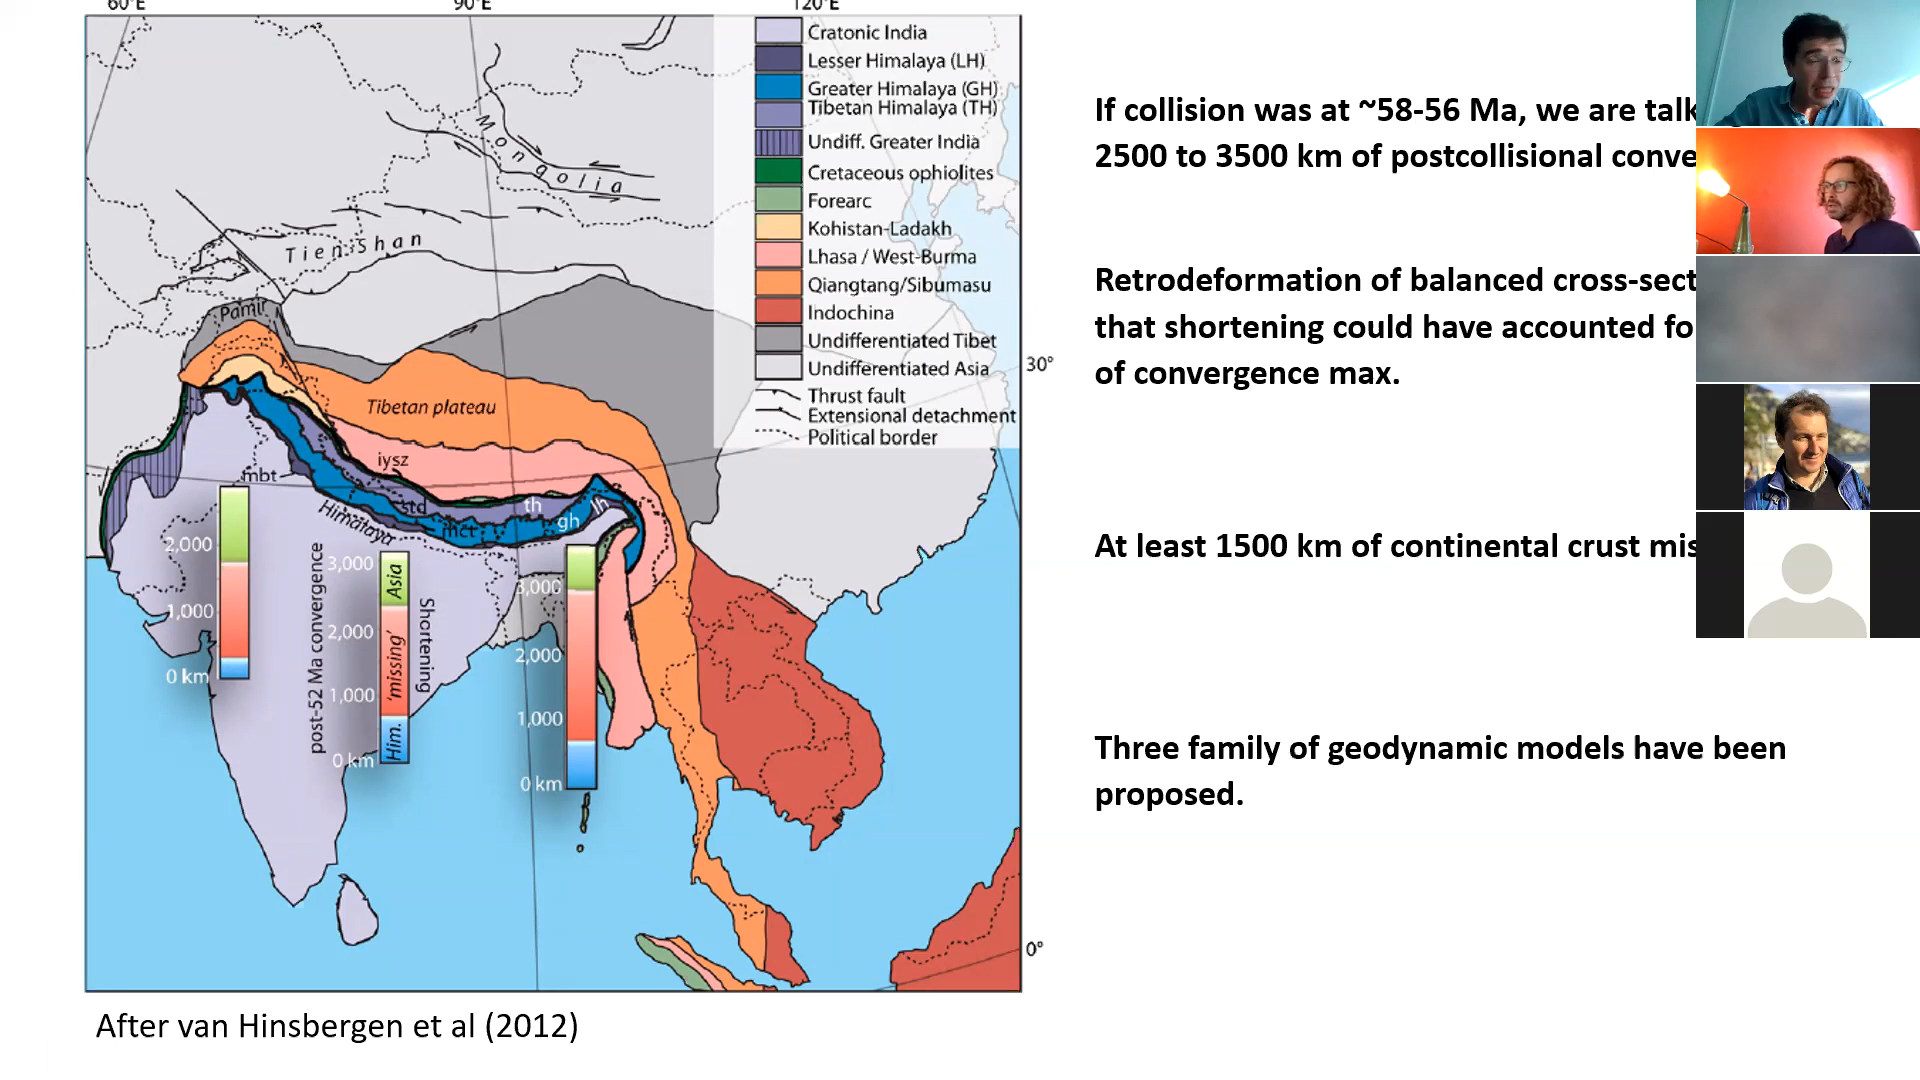 60°E 90°E 120°E
Cratonic India
Lesser Himalaya (LH)
Greater Himalaya (GH)
Tibetan Himalaya (TH)
Undiff. Greater India
Cretaceous ophiolites
Forearc
Kohistan-Ladakh
Lhasa / West-Burma
Qiangtang/Sibumasu
Indochina
Undifferentiated Tibet
Undifferentiated Asia
Thrust fault
Extensional detachment
Political border
Mongolia
Tien Shan
Pamir
Tibetan plateau
iysz
mbt
std
th
lh
gh
mct
Himalaya
30°
0°
2,000
1,000
0 km
post-52 Ma convergence
3,000
2,000
1,000
0 km
Asia
'missing'
Him.
Shortening
3,000
2,000
1,000
0 km
After van Hinsbergen et al (2012)
If collision was at ~58-56 Ma, we are talk
2500 to 3500 km of postcollisional conve
Retrodeformation of balanced cross-sect
that shortening could have accounted fo
of convergence max.
At least 1500 km of continental crust mis
Three family of geodynamic models have been
proposed.